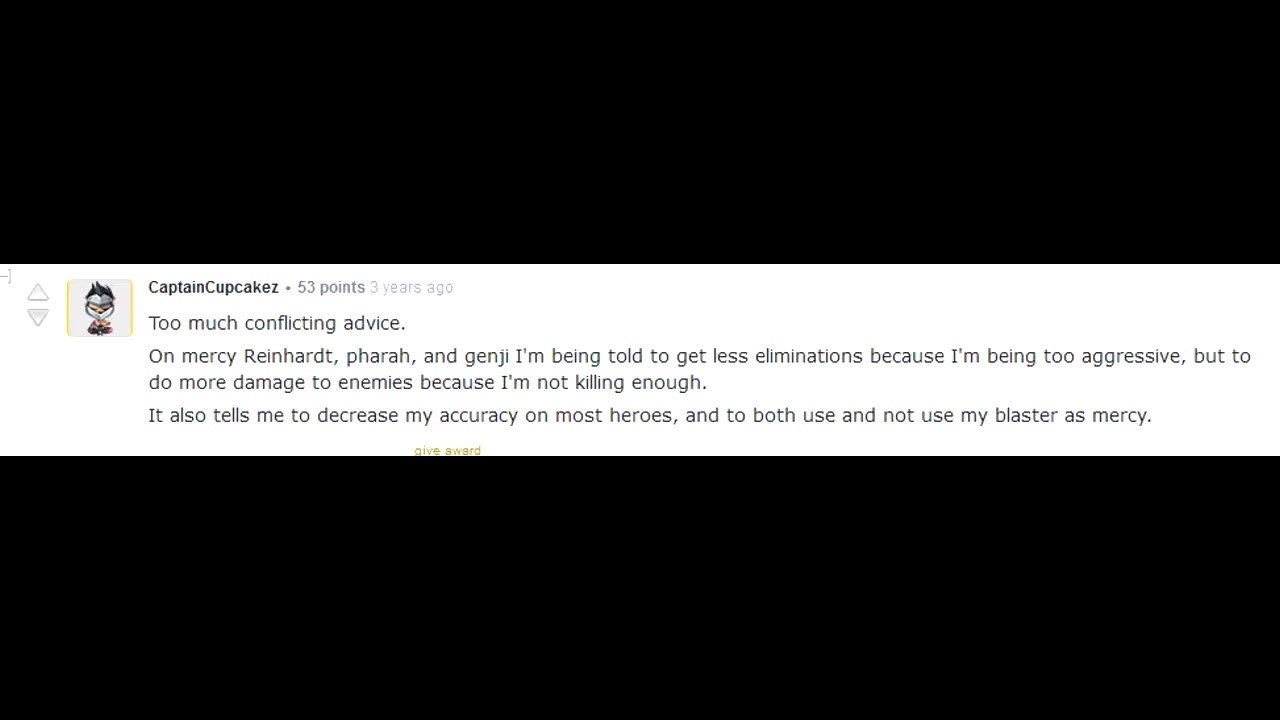 –]
CaptainCupcakez • 53 points 3 years ago
Too much conflicting advice.
On mercy Reinhardt, pharah, and genji I'm being told to get less eliminations because I'm being too aggressive, but to
do more damage to enemies because I'm not killing enough.
It also tells me to decrease my accuracy on most heroes, and to both use and not use my blaster as mercy.
give award